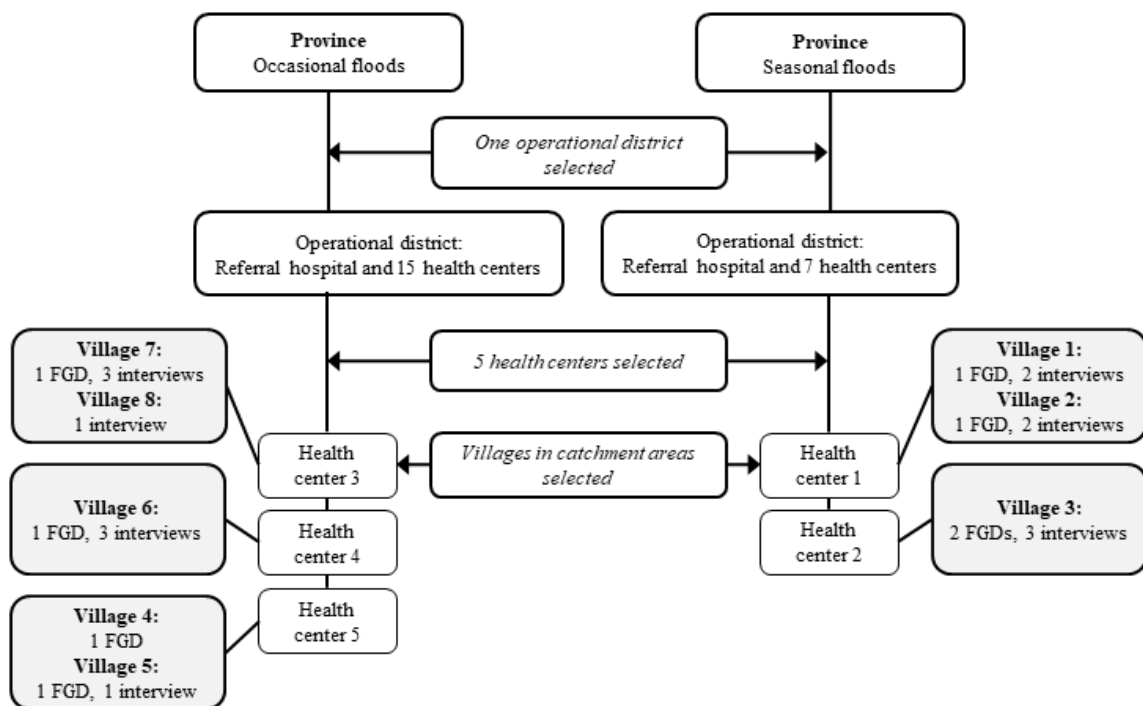 Province
Occasional floods
Province
Seasonal floods
One operational district
selected
Operational district:
Referral hospital and 15 health centers
Operational district:
Referral hospital and 7 health centers
5 health centers selected
Village 7:
1 FGD, 3 interviews
Village 8:
1 interview
Village 1:
1 FGD, 2 interviews
Village 2:
1 FGD, 2 interviews
Health
center 3
Villages in catchment areas
selected
Health
center 1
Village 6:
1 FGD, 3 interviews
Health
center 4
Health
center 2
Village 3:
2 FGDs, 3 interviews
Village 4:
1 FGD
Village 5:
1 FGD, 1 interview
Health
center 5